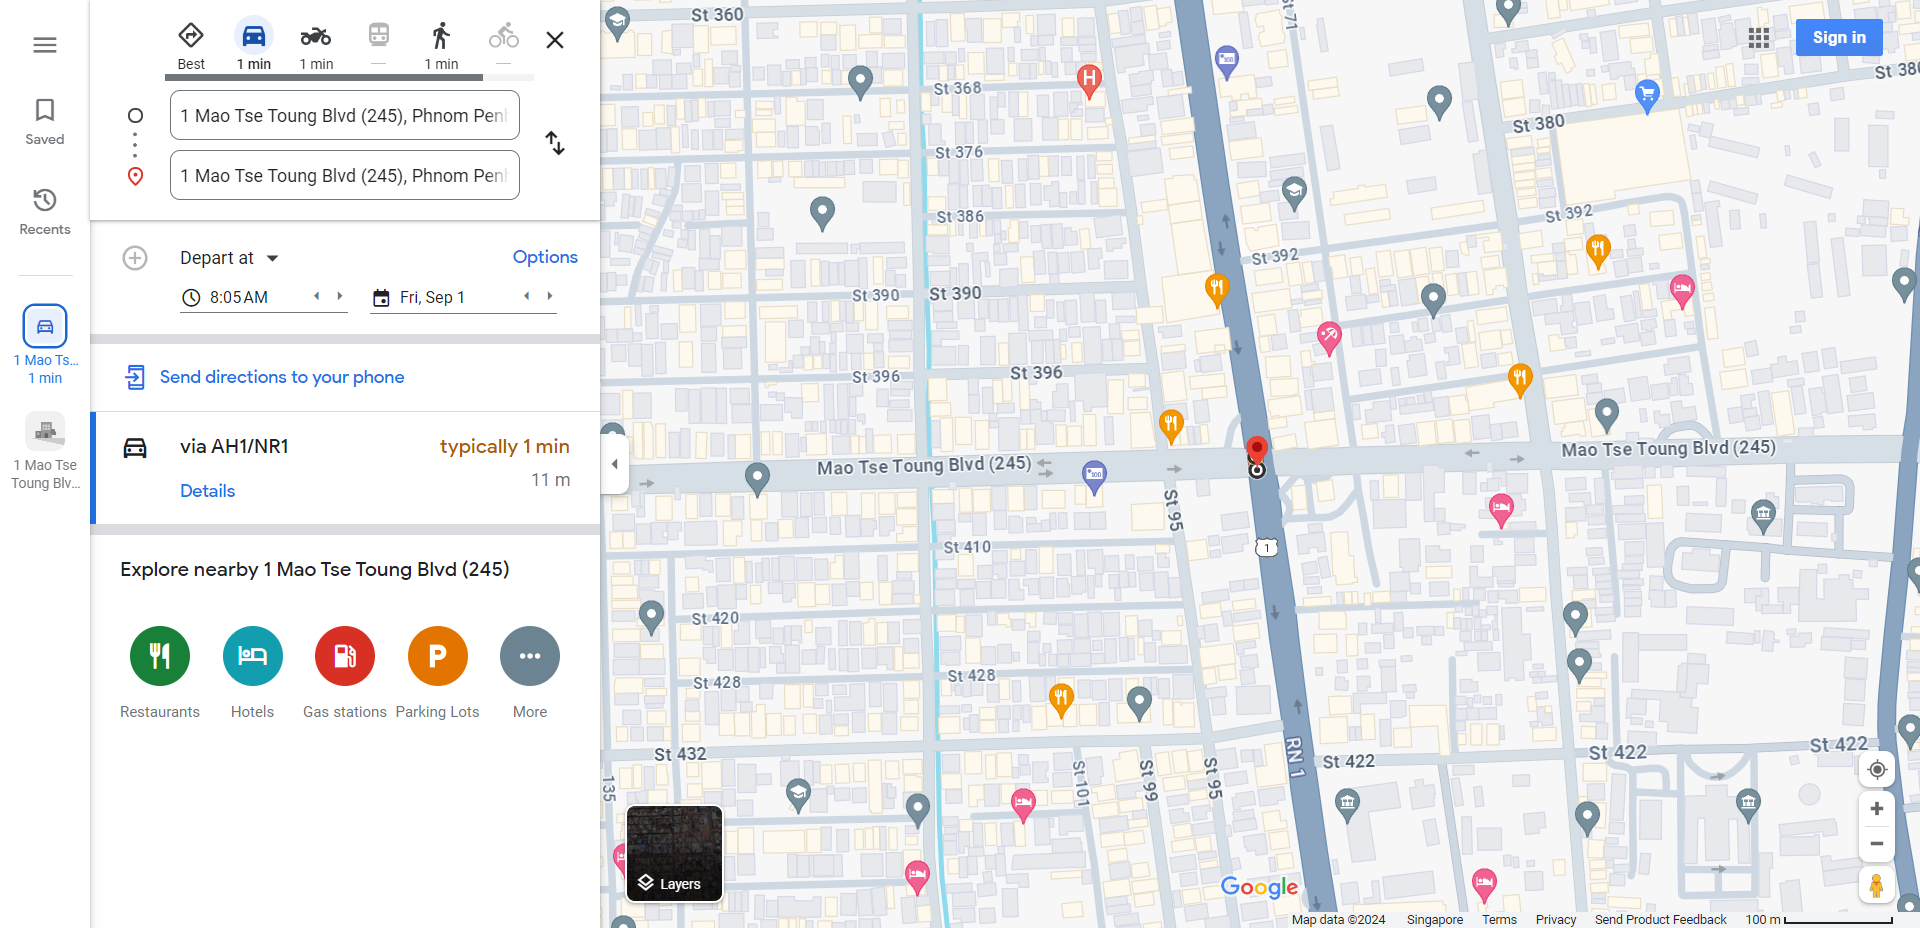 Best
1 min
1 min
—
1 min
—
1 Mao Tse Toung Blvd (245), Phnom Penh
1 Mao Tse Toung Blvd (245), Phnom Penh
Saved
Recents
1 Mao Ts...
1 min
1 Mao Tse
Toung Blv...
Depart at
Options
8:05 AM
Fri, Sep 1
Send directions to your phone
via AH1/NR1
typically 1 min
11 m
Details
Explore nearby 1 Mao Tse Toung Blvd (245)
P
Restaurants
Hotels
Gas stations
Parking Lots
More
Sign in
St 360
St 71
St 380
St 368
H
St 380
St 376
St 386
St 392
St 392
St 390
St 390
St 396
St 396
Mao Tse Toung Blvd (245)
Mao Tse Toung Blvd (245)
St 95
St 410
1
St 420
St 428
St 428
St 432
RN 1
St 422
St 422
St 422
135
St 101
St 99
St 95
Layers
Google
Map data ©2024
Singapore
Terms
Privacy
Send Product Feedback
100 m